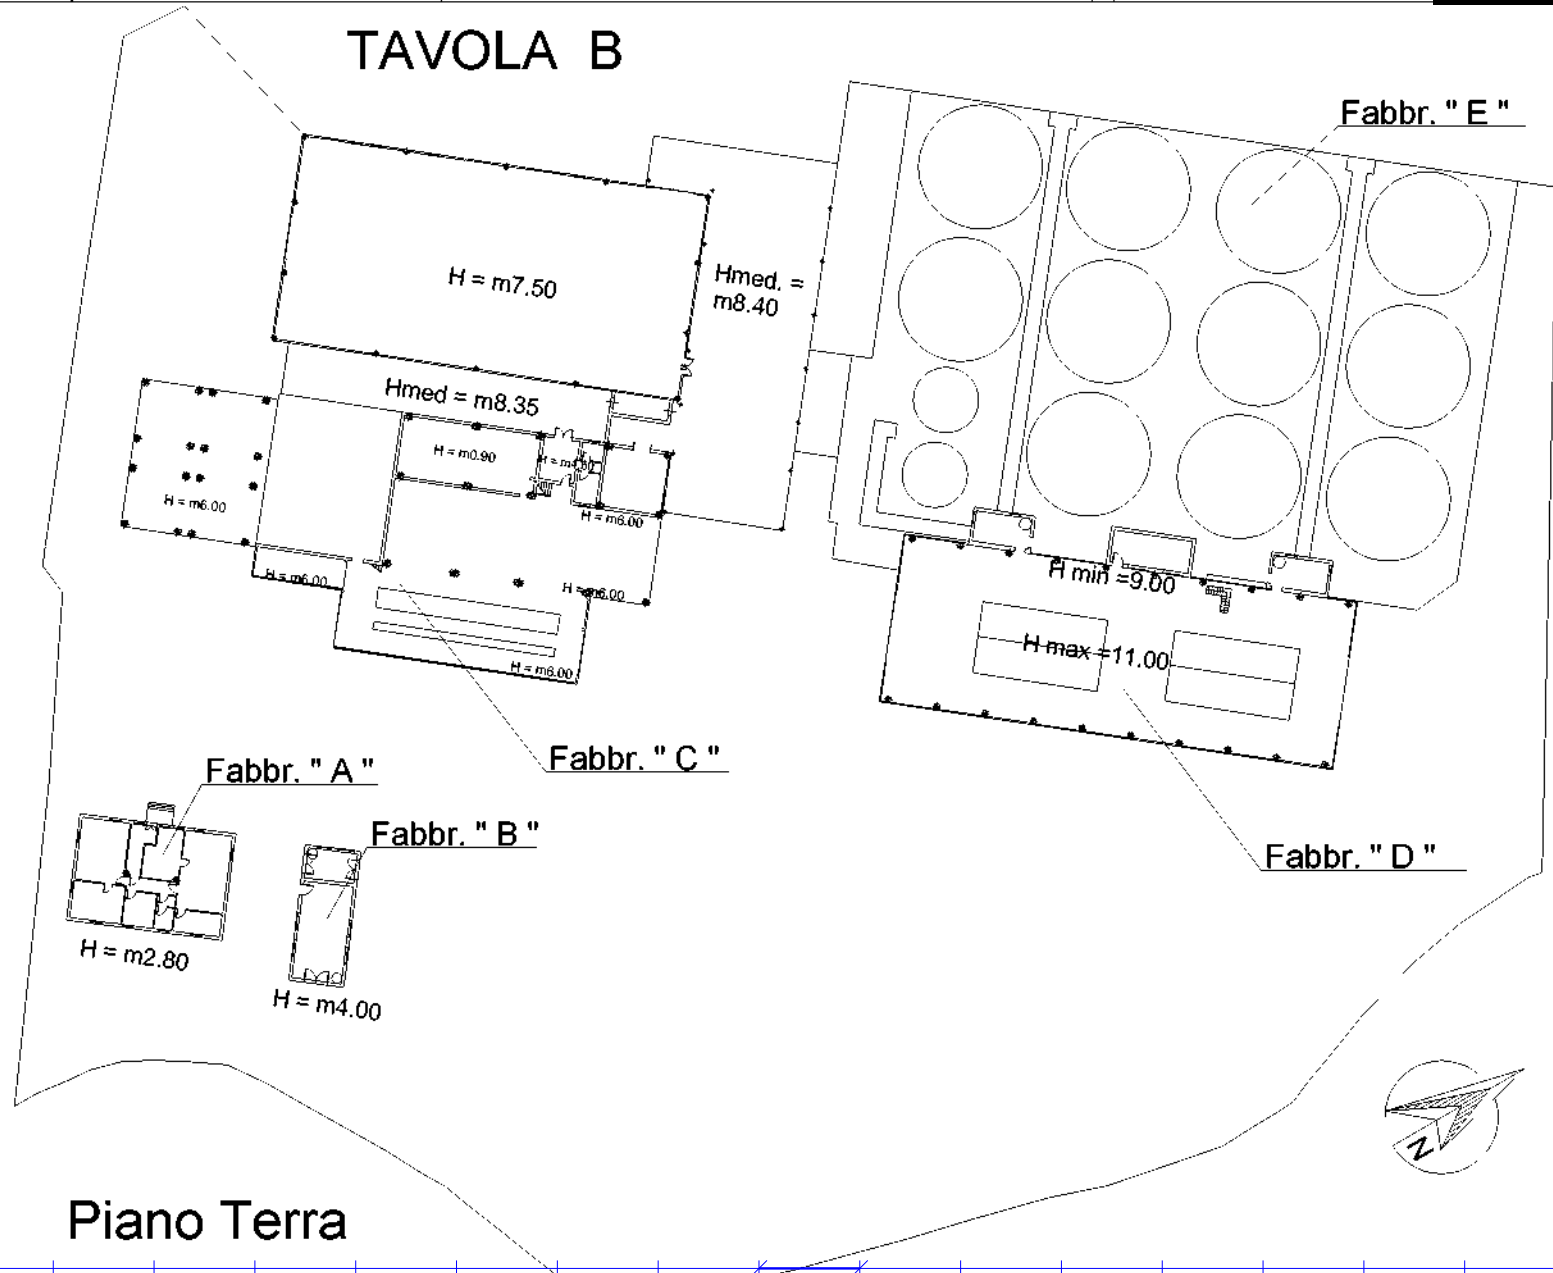 TAVOLA B
Fabbr. " E "
H = m7.50
Hmed. =
m8.40
Hmed = m8.35
H = m0.90
H = m6.00
H = m6.00
H = m6.00
H = m6.00
H min =9.00
H max =11.00
H = m6.00
Fabbr. " C "
Fabbr. " A "
Fabbr. " B "
Fabbr. " D "
H = m2.80
H = m4.00
N
Piano Terra